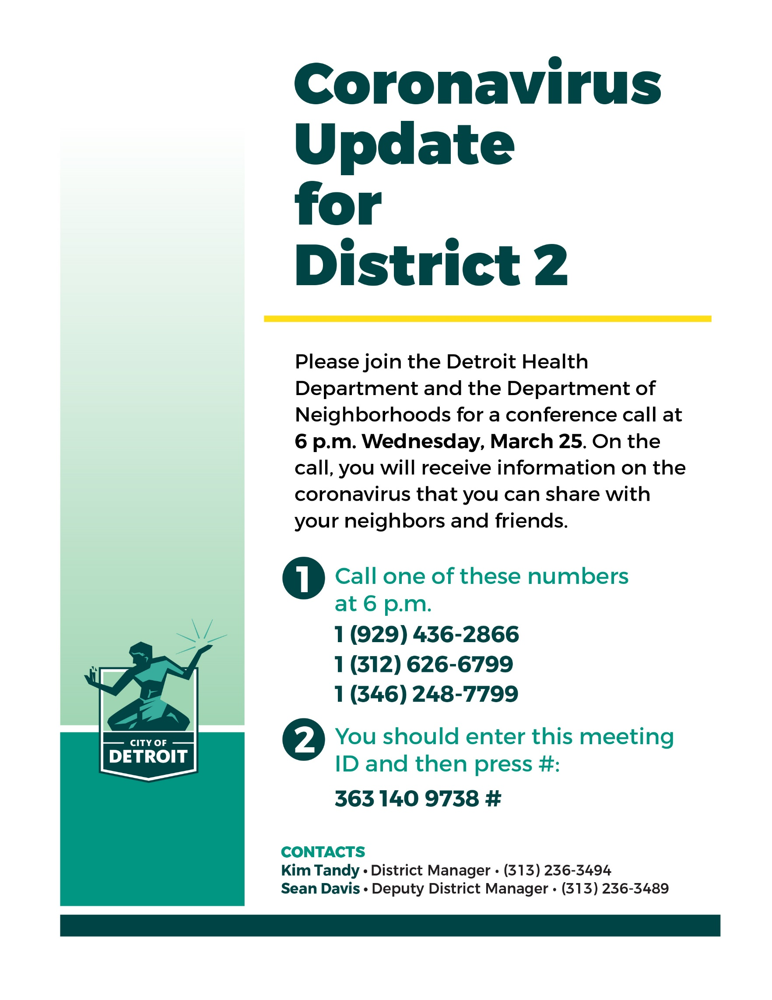 Coronavirus
Update
for
District 2
Please join the Detroit Health
Department and the Department of
Neighborhoods for a conference call at
6 p.m. Wednesday, March 25. On the
call, you will receive information on the
coronavirus that you can share with
your neighbors and friends.
1 Call one of these numbers
at 6 p.m.
1 (929) 436-2866
1 (312) 626-6799
1 (346) 248-7799
2 You should enter this meeting
ID and then press #:
363 140 9738 #
CITY OF
DETROIT
CONTACTS
Kim Tandy • District Manager • (313) 236-3494
Sean Davis • Deputy District Manager • (313) 236-3489